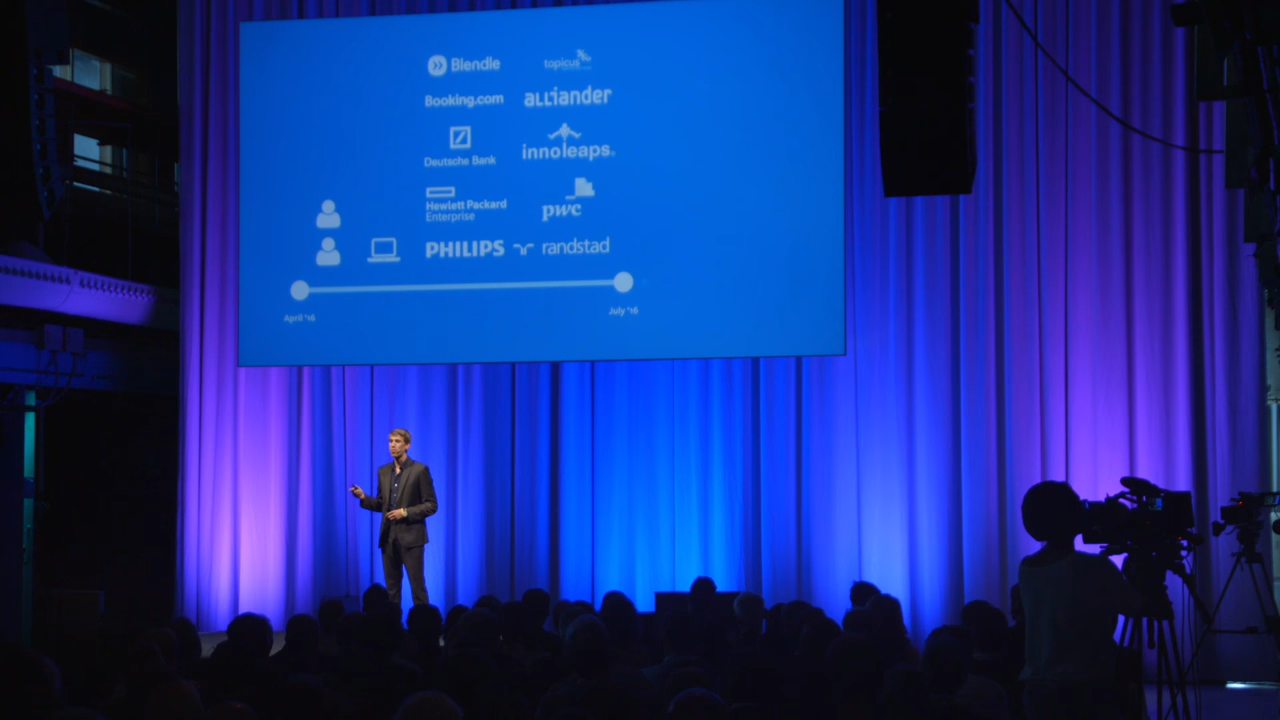 Blendle
topicus
Booking.com
alliander
Deutsche Bank
innoleaps
Hewlett Packard
Enterprise
pwc
PHILIPS
randstad
April '16
July '16